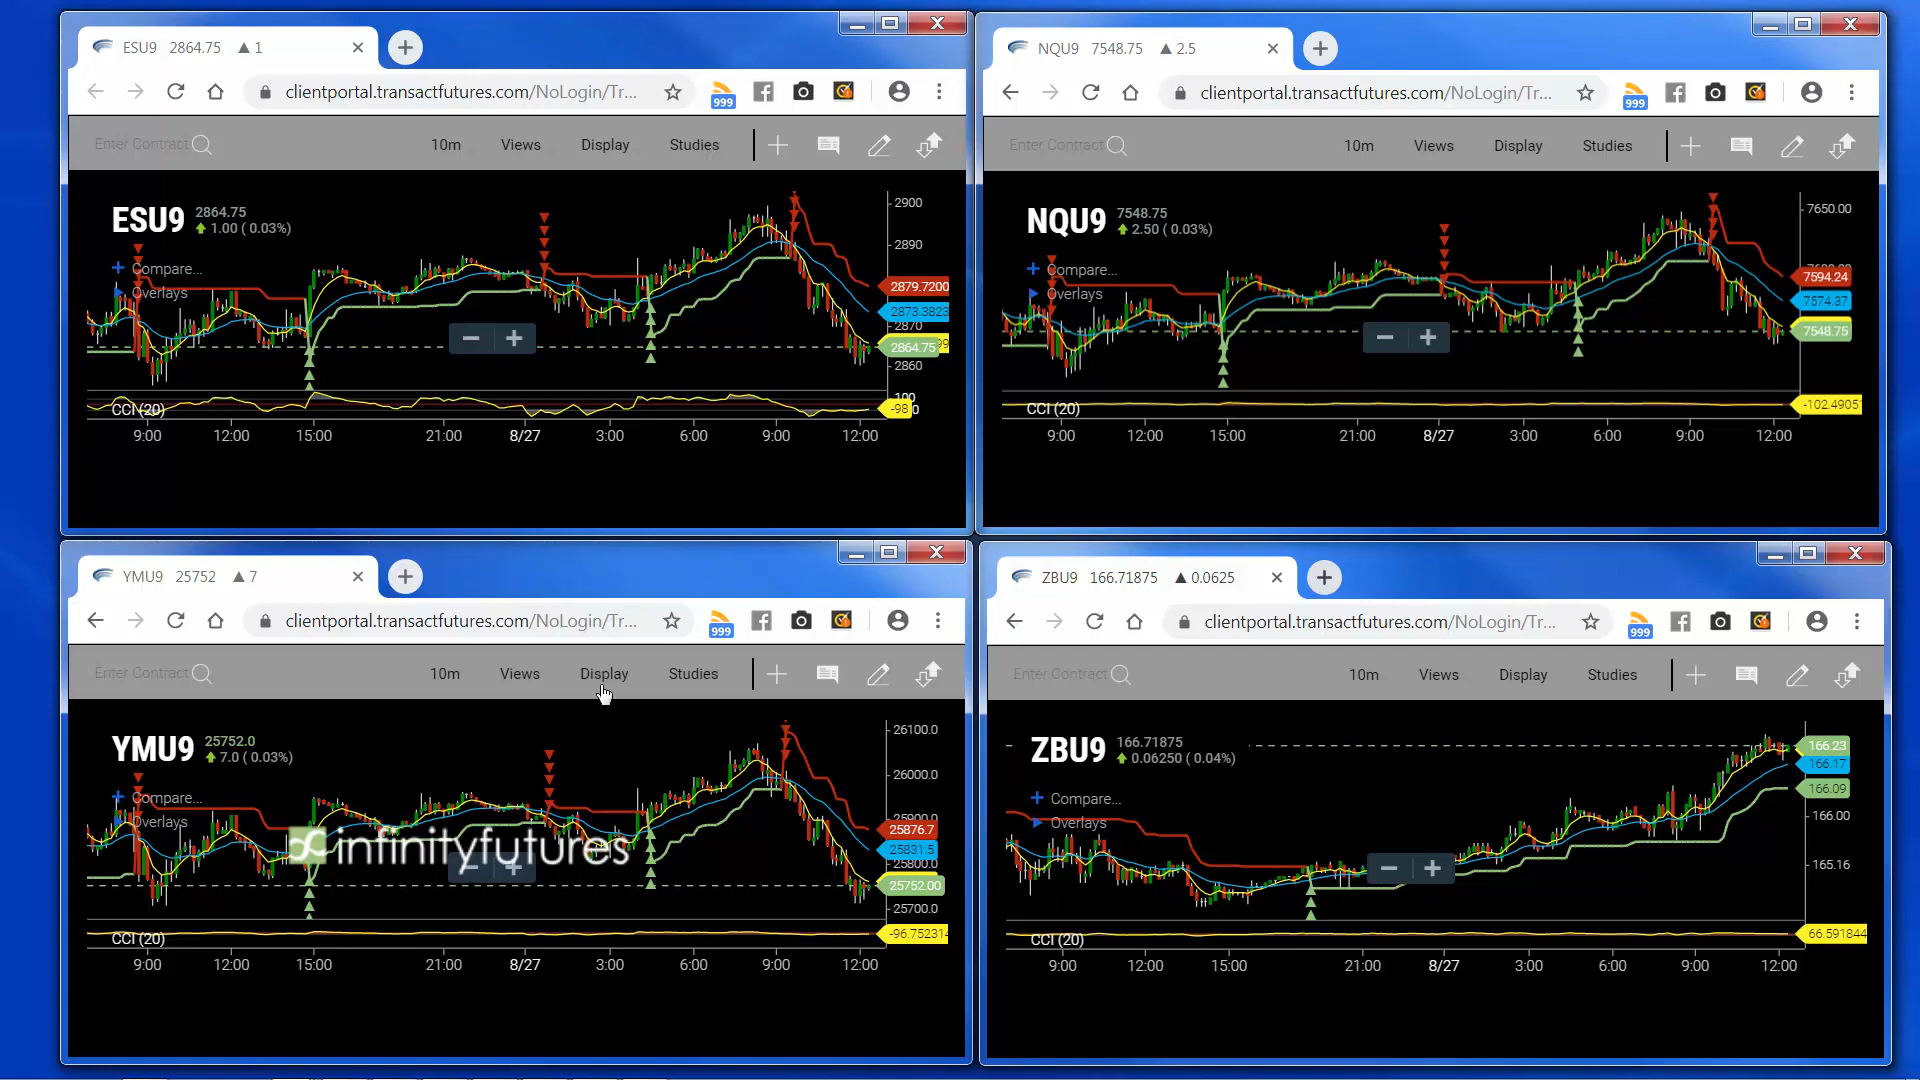 ESU9 2864.75 ▲ 1
clientportal.transactfutures.com/NoLogin/Tr...
999
Enter Contract
10m Views Display Studies
ESU9
2864.75
1.00 ( 0.03%)
Compare...
Overlays
2900
2890
2879.7200
2873.3823
2870
2864.75
2860
CCI (20)
100
-98
9:00 12:00 15:00 21:00 8/27 3:00 6:00 9:00 12:00
NQU9 7548.75 ▲ 2.5
clientportal.transactfutures.com/NoLogin/Tr...
999
Enter Contract
10m Views Display Studies
NQU9
7548.75
2.50 ( 0.03%)
Compare...
Overlays
7650.00
7594.24
7574.37
7548.75
CCI (20)
-102.49051
9:00 12:00 15:00 21:00 8/27 3:00 6:00 9:00 12:00
YMU9 25752 ▲ 7
clientportal.transactfutures.com/NoLogin/Tr...
999
Enter Contract
10m Views Display Studies
YMU9
25752.0
7.0 ( 0.03%)
Compare...
Overlays
infinityfutures
26100.0
26000.0
25900.0
25876.7
25831.5
25800.0
25752.00
25700.0
CCI (20)
-96.752314
9:00 12:00 15:00 21:00 8/27 3:00 6:00 9:00 12:00
ZBU9 166.71875 ▲ 0.0625
clientportal.transactfutures.com/NoLogin/Tr...
999
Enter Contract
10m Views Display Studies
ZBU9
166.71875
0.06250 ( 0.04%)
Compare...
Overlays
166.23
166.17
166.09
166.00
165.16
CCI (20)
66.591844
9:00 12:00 15:00 21:00 8/27 3:00 6:00 9:00 12:00